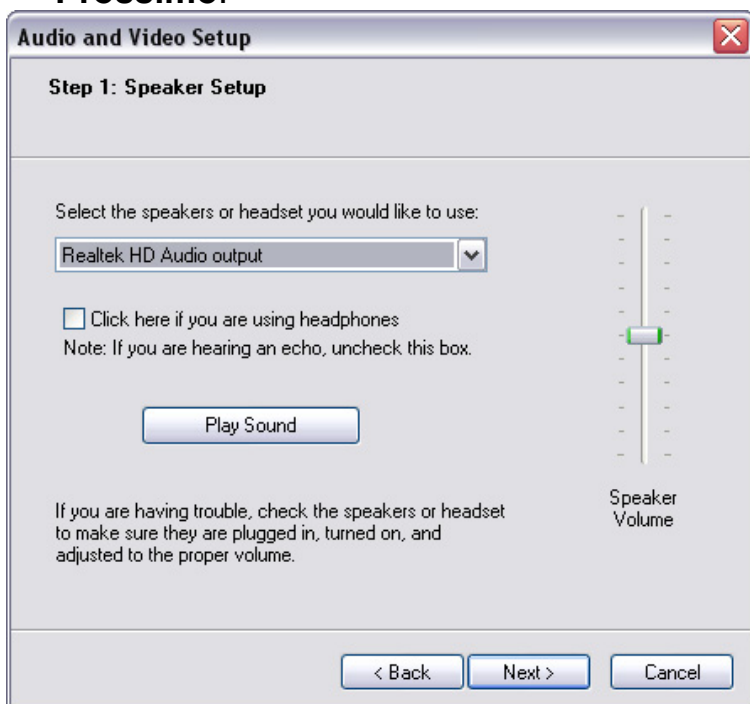 Prossimo.
Audio and Video Setup
Step 1: Speaker Setup
Select the speakers or headset you would like to use:
Realtek HD Audio output
Click here if you are using headphones
Note: If you are hearing an echo, uncheck this box.
Play Sound
If you are having trouble, check the speakers or headset
to make sure they are plugged in, turned on, and
adjusted to the proper volume.
Speaker
Volume
< Back
Next >
Cancel